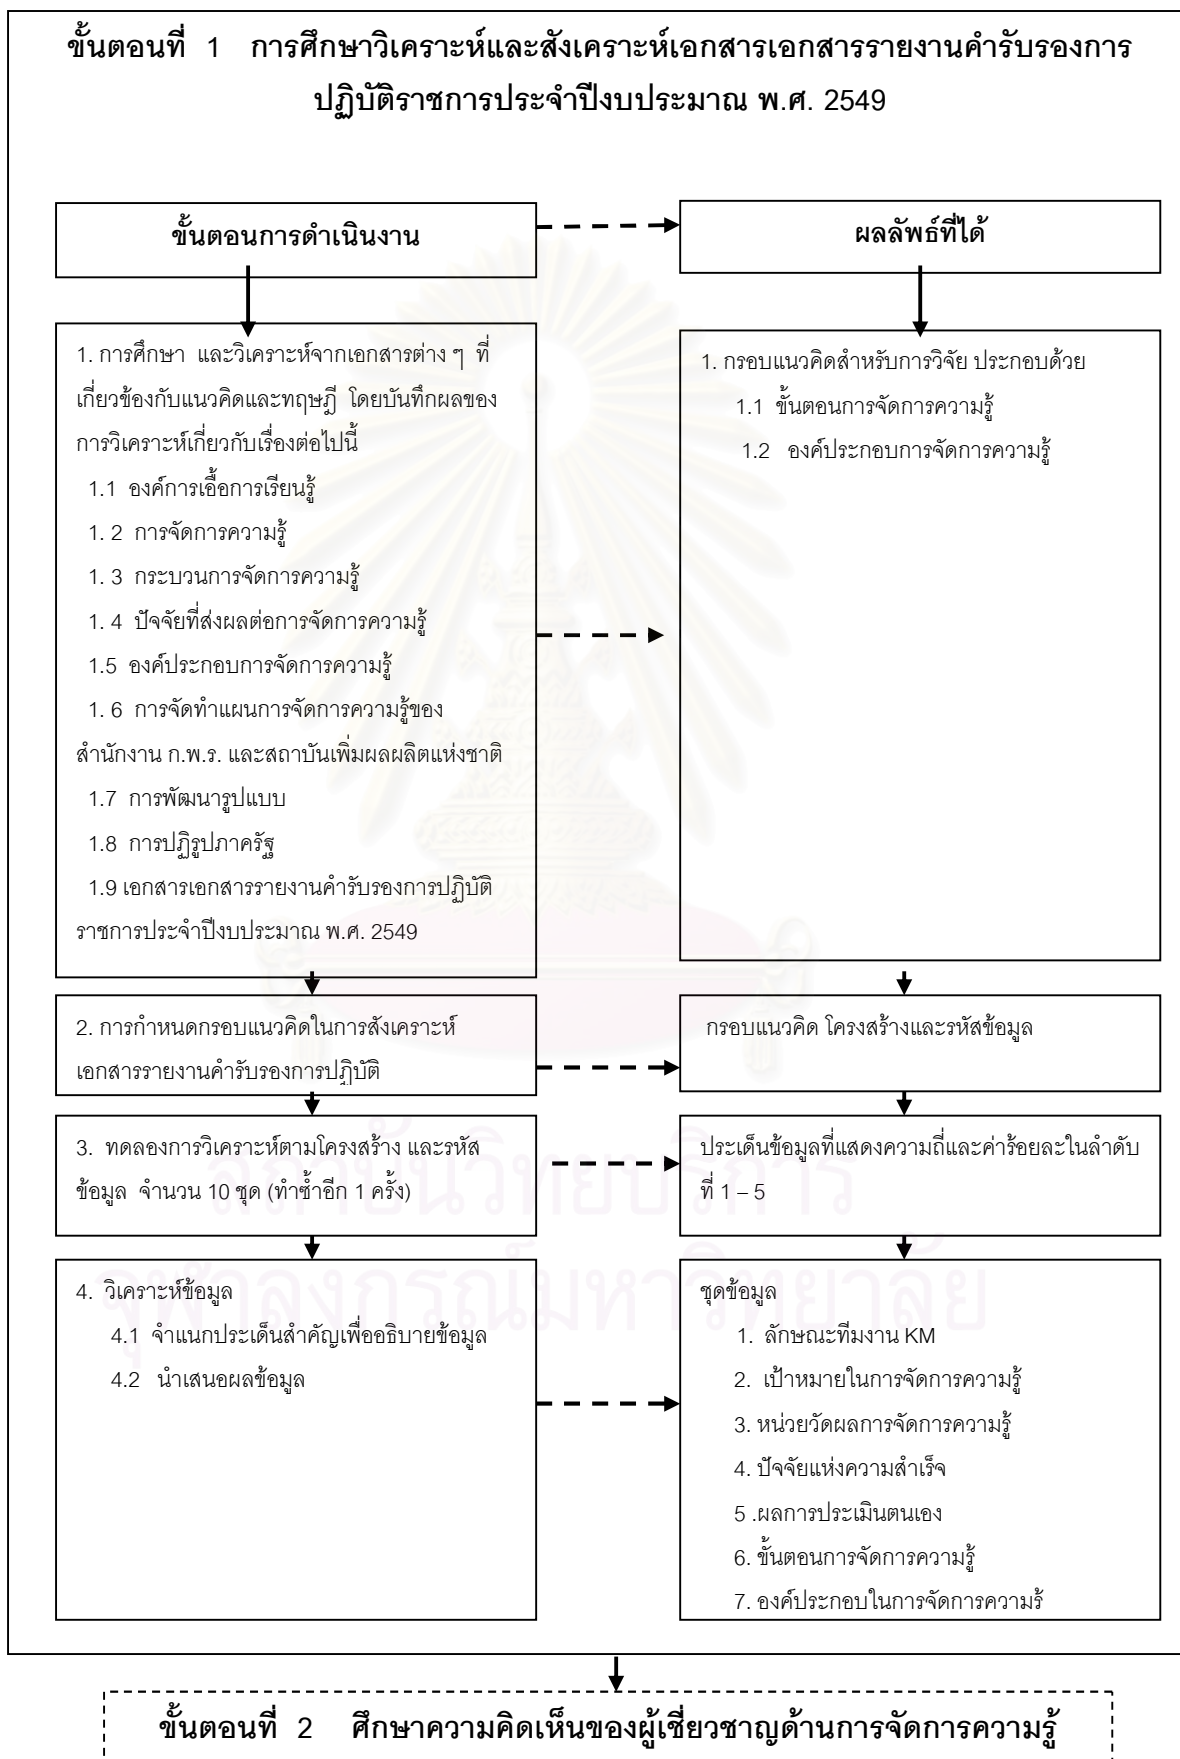 ขั้นตอนที่ 1 การศึกษาวิเคราะห์และสังเคราะห์เอกสารเอกสารรายงานคำรับรองการ
ปฏิบัติราชการประจำปีงบประมาณ พ.ศ. 2549
ขั้นตอนการดำเนินงาน
ผลลัพธ์ที่ได้
1. การศึกษา และวิเคราะห์จากเอกสารต่าง ๆ ที่
เกี่ยวข้องกับแนวคิดและทฤษฎี โดยบันทึกผลของ
การวิเคราะห์เกี่ยวกับเรื่องต่อไปนี้
1.1 องค์การเอื้อการเรียนรู้
1. 2 การจัดการความรู้
1. 3 กระบวนการจัดการความรู้
1. 4 ปัจจัยที่ส่งผลต่อการจัดการความรู้
1.5 องค์ประกอบการจัดการความรู้
1. 6 การจัดทำแผนการจัดการความรู้ของ
สำนักงาน ก.พ.ร. และสถาบันเพิ่มผลผลิตแห่งชาติ
1.7 การพัฒนารูปแบบ
1.8 การปฏิรูปภาครัฐ
1.9 เอกสารเอกสารรายงานคำรับรองการปฏิบัติ
ราชการประจำปีงบประมาณ พ.ศ. 2549
1. กรอบแนวคิดสำหรับการวิจัย ประกอบด้วย
1.1 ขั้นตอนการจัดการความรู้
1.2 องค์ประกอบการจัดการความรู้
2. การกำหนดกรอบแนวคิดในการสังเคราะห์
เอกสารรายงานคำรับรองการปฏิบัติ
กรอบแนวคิด โครงสร้างและรหัสข้อมูล
3. ทดลองการวิเคราะห์ตามโครงสร้าง และรหัส
ข้อมูล จำนวน 10 ชุด (ทำซ้ำอีก 1 ครั้ง)
ประเด็นข้อมูลที่แสดงความถี่และค่าร้อยละในลำดับ
ที่ 1 – 5
4. วิเคราะห์ข้อมูล
4.1 จำแนกประเด็นสำคัญเพื่ออธิบายข้อมูล
4.2 นำเสนอผลข้อมูล
ชุดข้อมูล
1. ลักษณะทีมงาน KM
2. เป้าหมายในการจัดการความรู้
3. หน่วยวัดผลการจัดการความรู้
4. ปัจจัยแห่งความสำเร็จ
5 .ผลการประเมินตนเอง
6. ขั้นตอนการจัดการความรู้
7. องค์ประกอบในการจัดการความรู้
สถาบันวิทยบริการ
จุฬาลงกรณ์มหาวิทยาลัย
ขั้นตอนที่ 2 ศึกษาความคิดเห็นของผู้เชี่ยวชาญด้านการจัดการความรู้